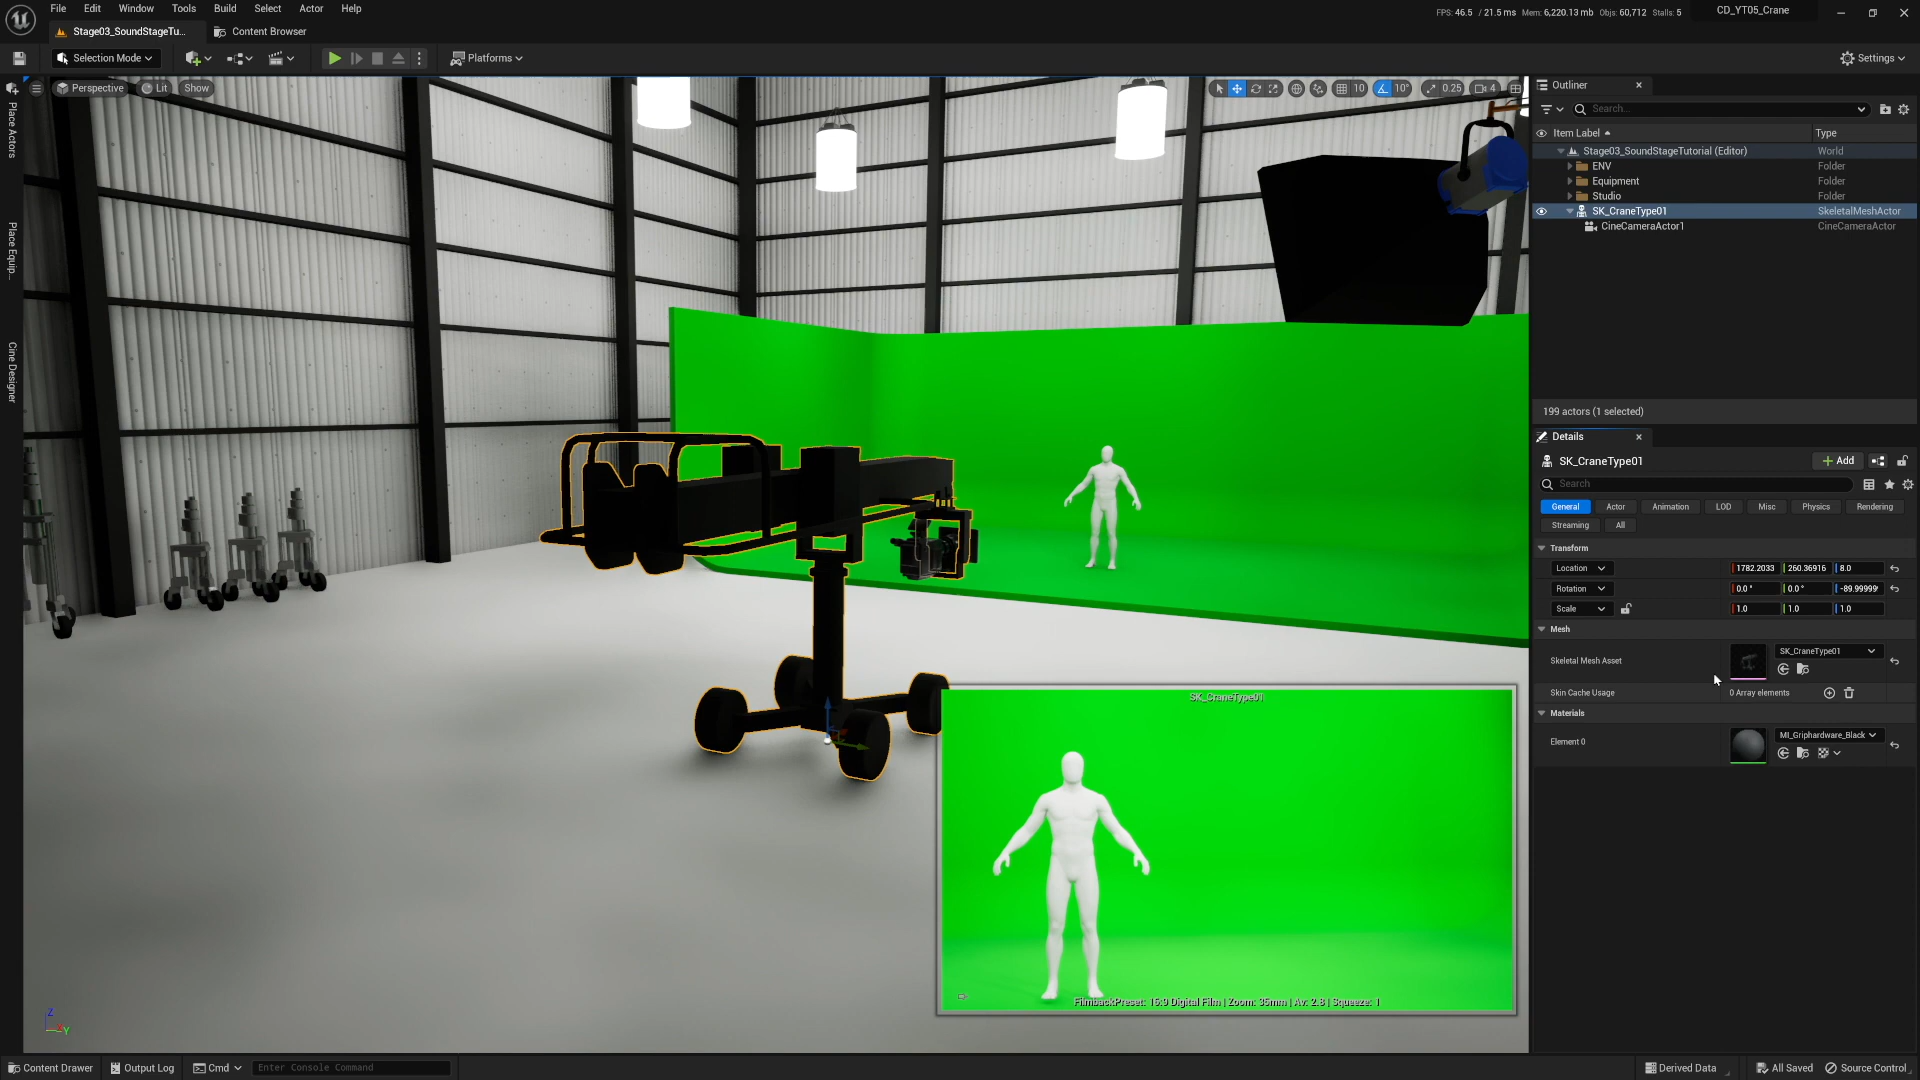 File Edit Window Tools Build Select Actor Help
FPS: 46.5 / 21.5 ms Mem: 6,220.13 mb Objs: 60,712 Stalls: 5
CD_YT05_Crane
Stage03_SoundStageTu...
Content Browser
Selection Mode
Platforms
Settings
Perspective
Lit
Show
10
10°
0.25
4
Place Actors
Place Equip...
Cine Designer
Outliner
Search...
Item Label
Type
Stage03_SoundStageTutorial (Editor) World
ENV Folder
Equipment Folder
Studio Folder
SK_CraneType01 SkeletalMeshActor
CineCameraActor1 CineCameraActor
199 actors (1 selected)
Details
SK_CraneType01
Add
Search
General Actor Animation LOD Misc Physics Rendering
Streaming All
Transform
Location 1782.2033 260.36916 8.0
Rotation 0.0° 0.0° -89.99999°
Scale 1.0 1.0 1.0
Mesh
Skeletal Mesh Asset SK_CraneType01
Skin Cache Usage 0 Array elements
Materials
Element 0 MI_Griphardware_Black
SK_CraneType01
FilmbackPreset: 16:9 Digital Film | Zoom: 35mm | Av: 2.8 | Squeeze: 1
Z
Y
Content Drawer
Output Log
Cmd
Enter Console Command
Derived Data
All Saved
Source Control